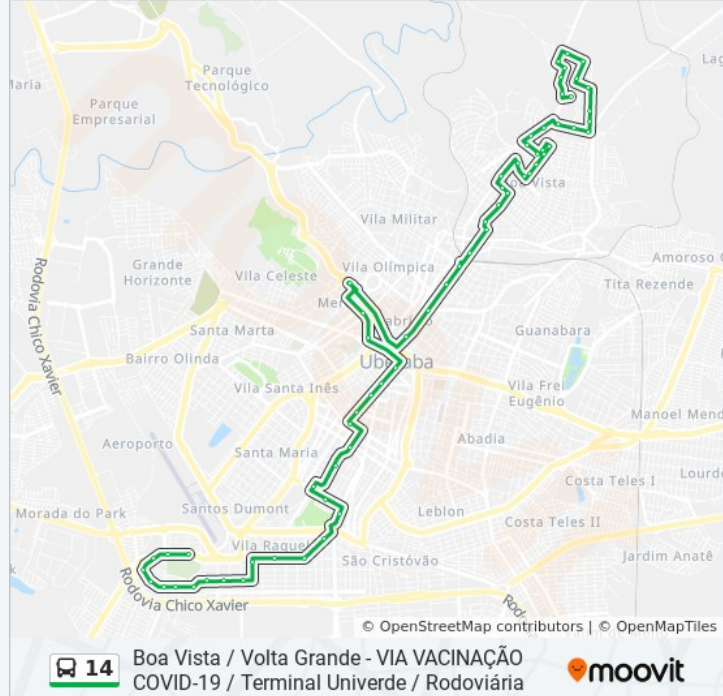 Parque
Tecnológico
Parque
Empresarial
Vila Militar
Boa Vista
Grande
Horizonte
Vila Celeste
Vila Olímpica
Amoroso
Tita Rezende
Rodovia Chico Xavier
Santa Marta
Guanabara
Bairro Olinda
Uberaba
Vila Santa Inês
Vila Frei
Eugênio
Manoel Mend
Aeroporto
Abadia
Santa Maria
Costa Teles I
Lourd
Morada do Park
Santos Dumont
Leblon
Costa Teles II
Vila Raquel
São Cristóvão
Jardim Anatê
Rodovia Chico Xavier
© OpenStreetMap contributors | © OpenMapTiles
14
Boa Vista / Volta Grande - VIA VACINAÇÃO
COVID-19 / Terminal Univerde / Rodoviária
moovit